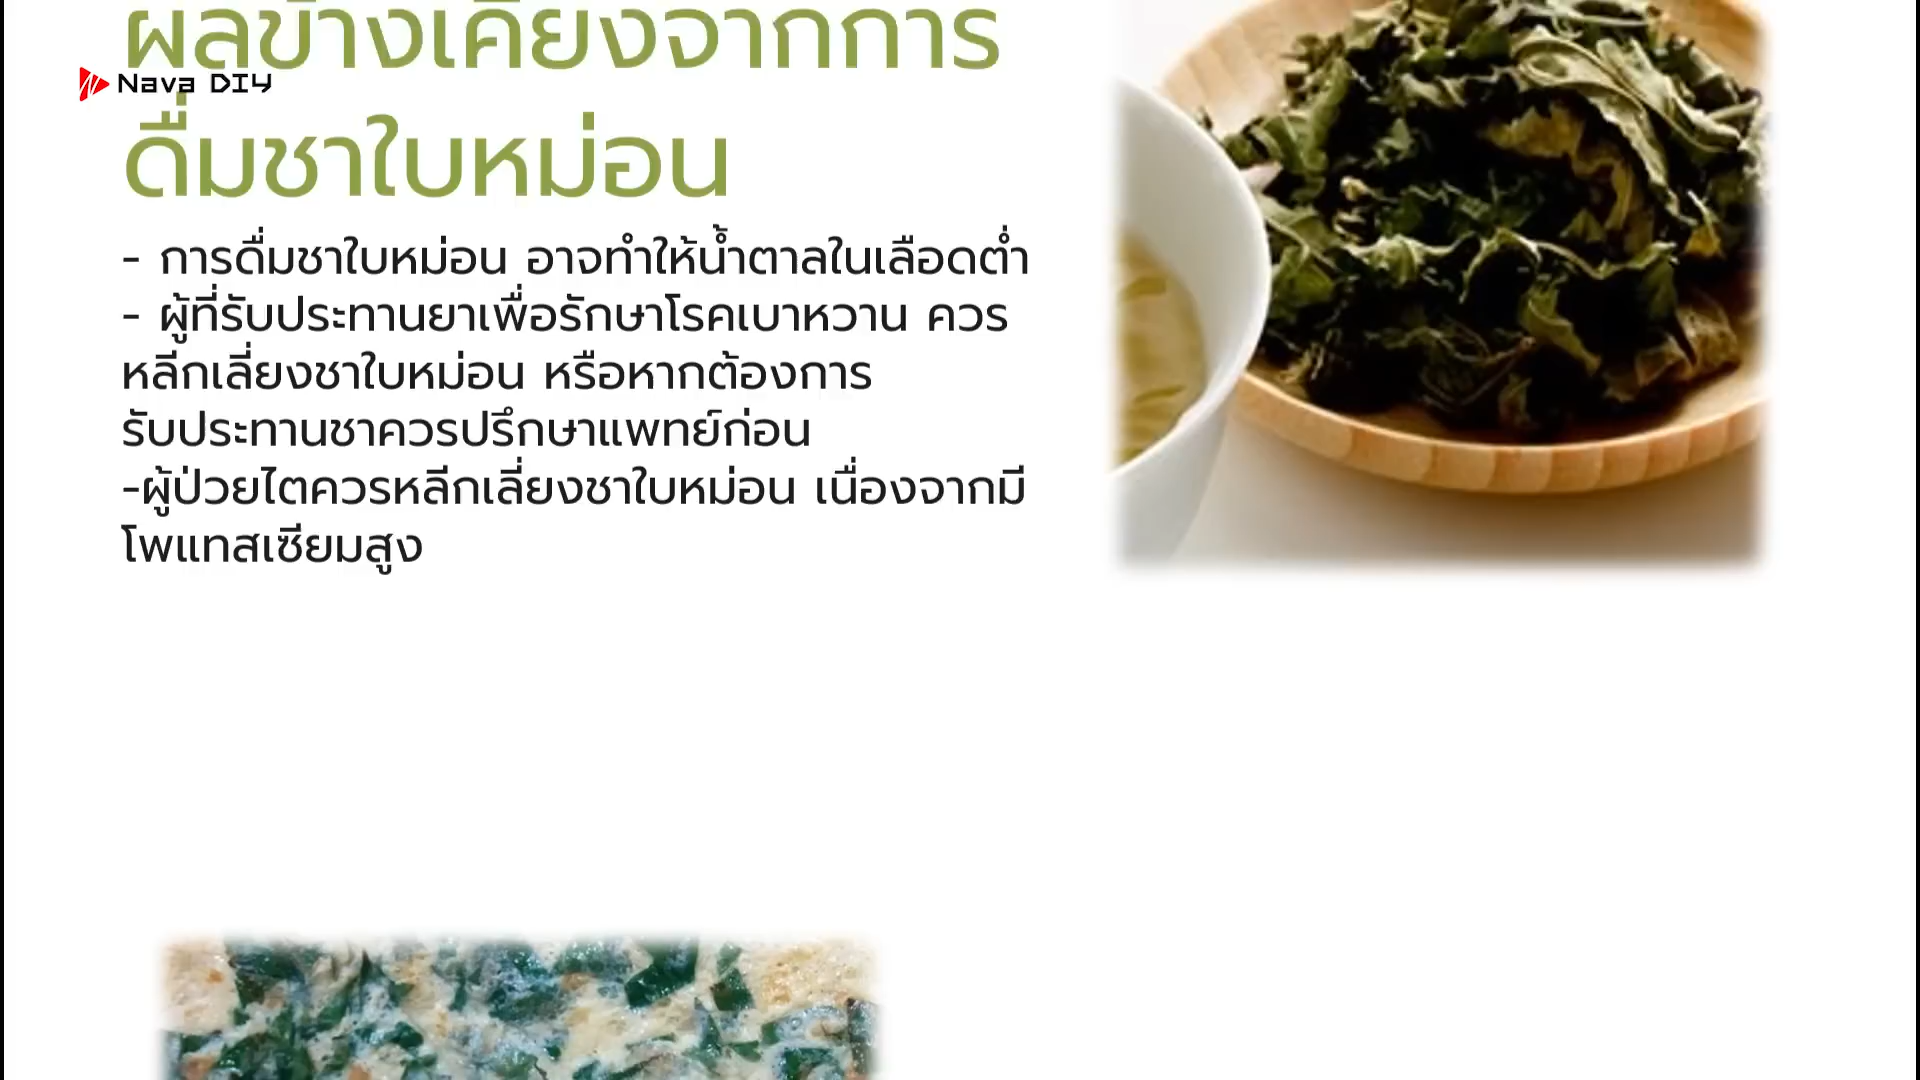 ผลข้างเคียงจากการ
Nava DIY
ดื่มชาใบหม่อน
- การดื่มชาใบหม่อน อาจทำให้น้ำตาลในเลือดต่ำ
- ผู้ที่รับประทานยาเพื่อรักษาโรคเบาหวาน ควร
หลีกเลี่ยงชาใบหม่อน หรือหากต้องการ
รับประทานชาควรปรึกษาแพทย์ก่อน
-ผู้ป่วยไตควรหลีกเลี่ยงชาใบหม่อน เนื่องจากมี
โพแทสเซียมสูง